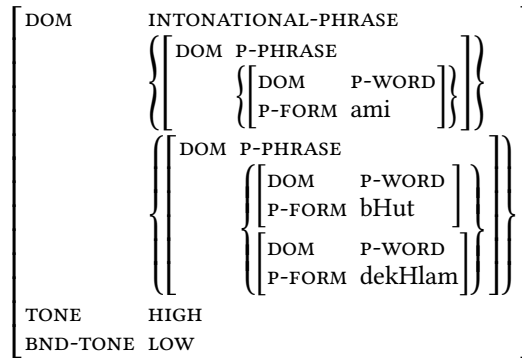 DOM INTONATIONAL-PHRASE
DOM P-PHRASE
DOM P-WORD
P-FORM ami
DOM P-PHRASE
DOM P-WORD
P-FORM bHut
DOM P-WORD
P-FORM dekHlam
TONE HIGH
BND-TONE LOW